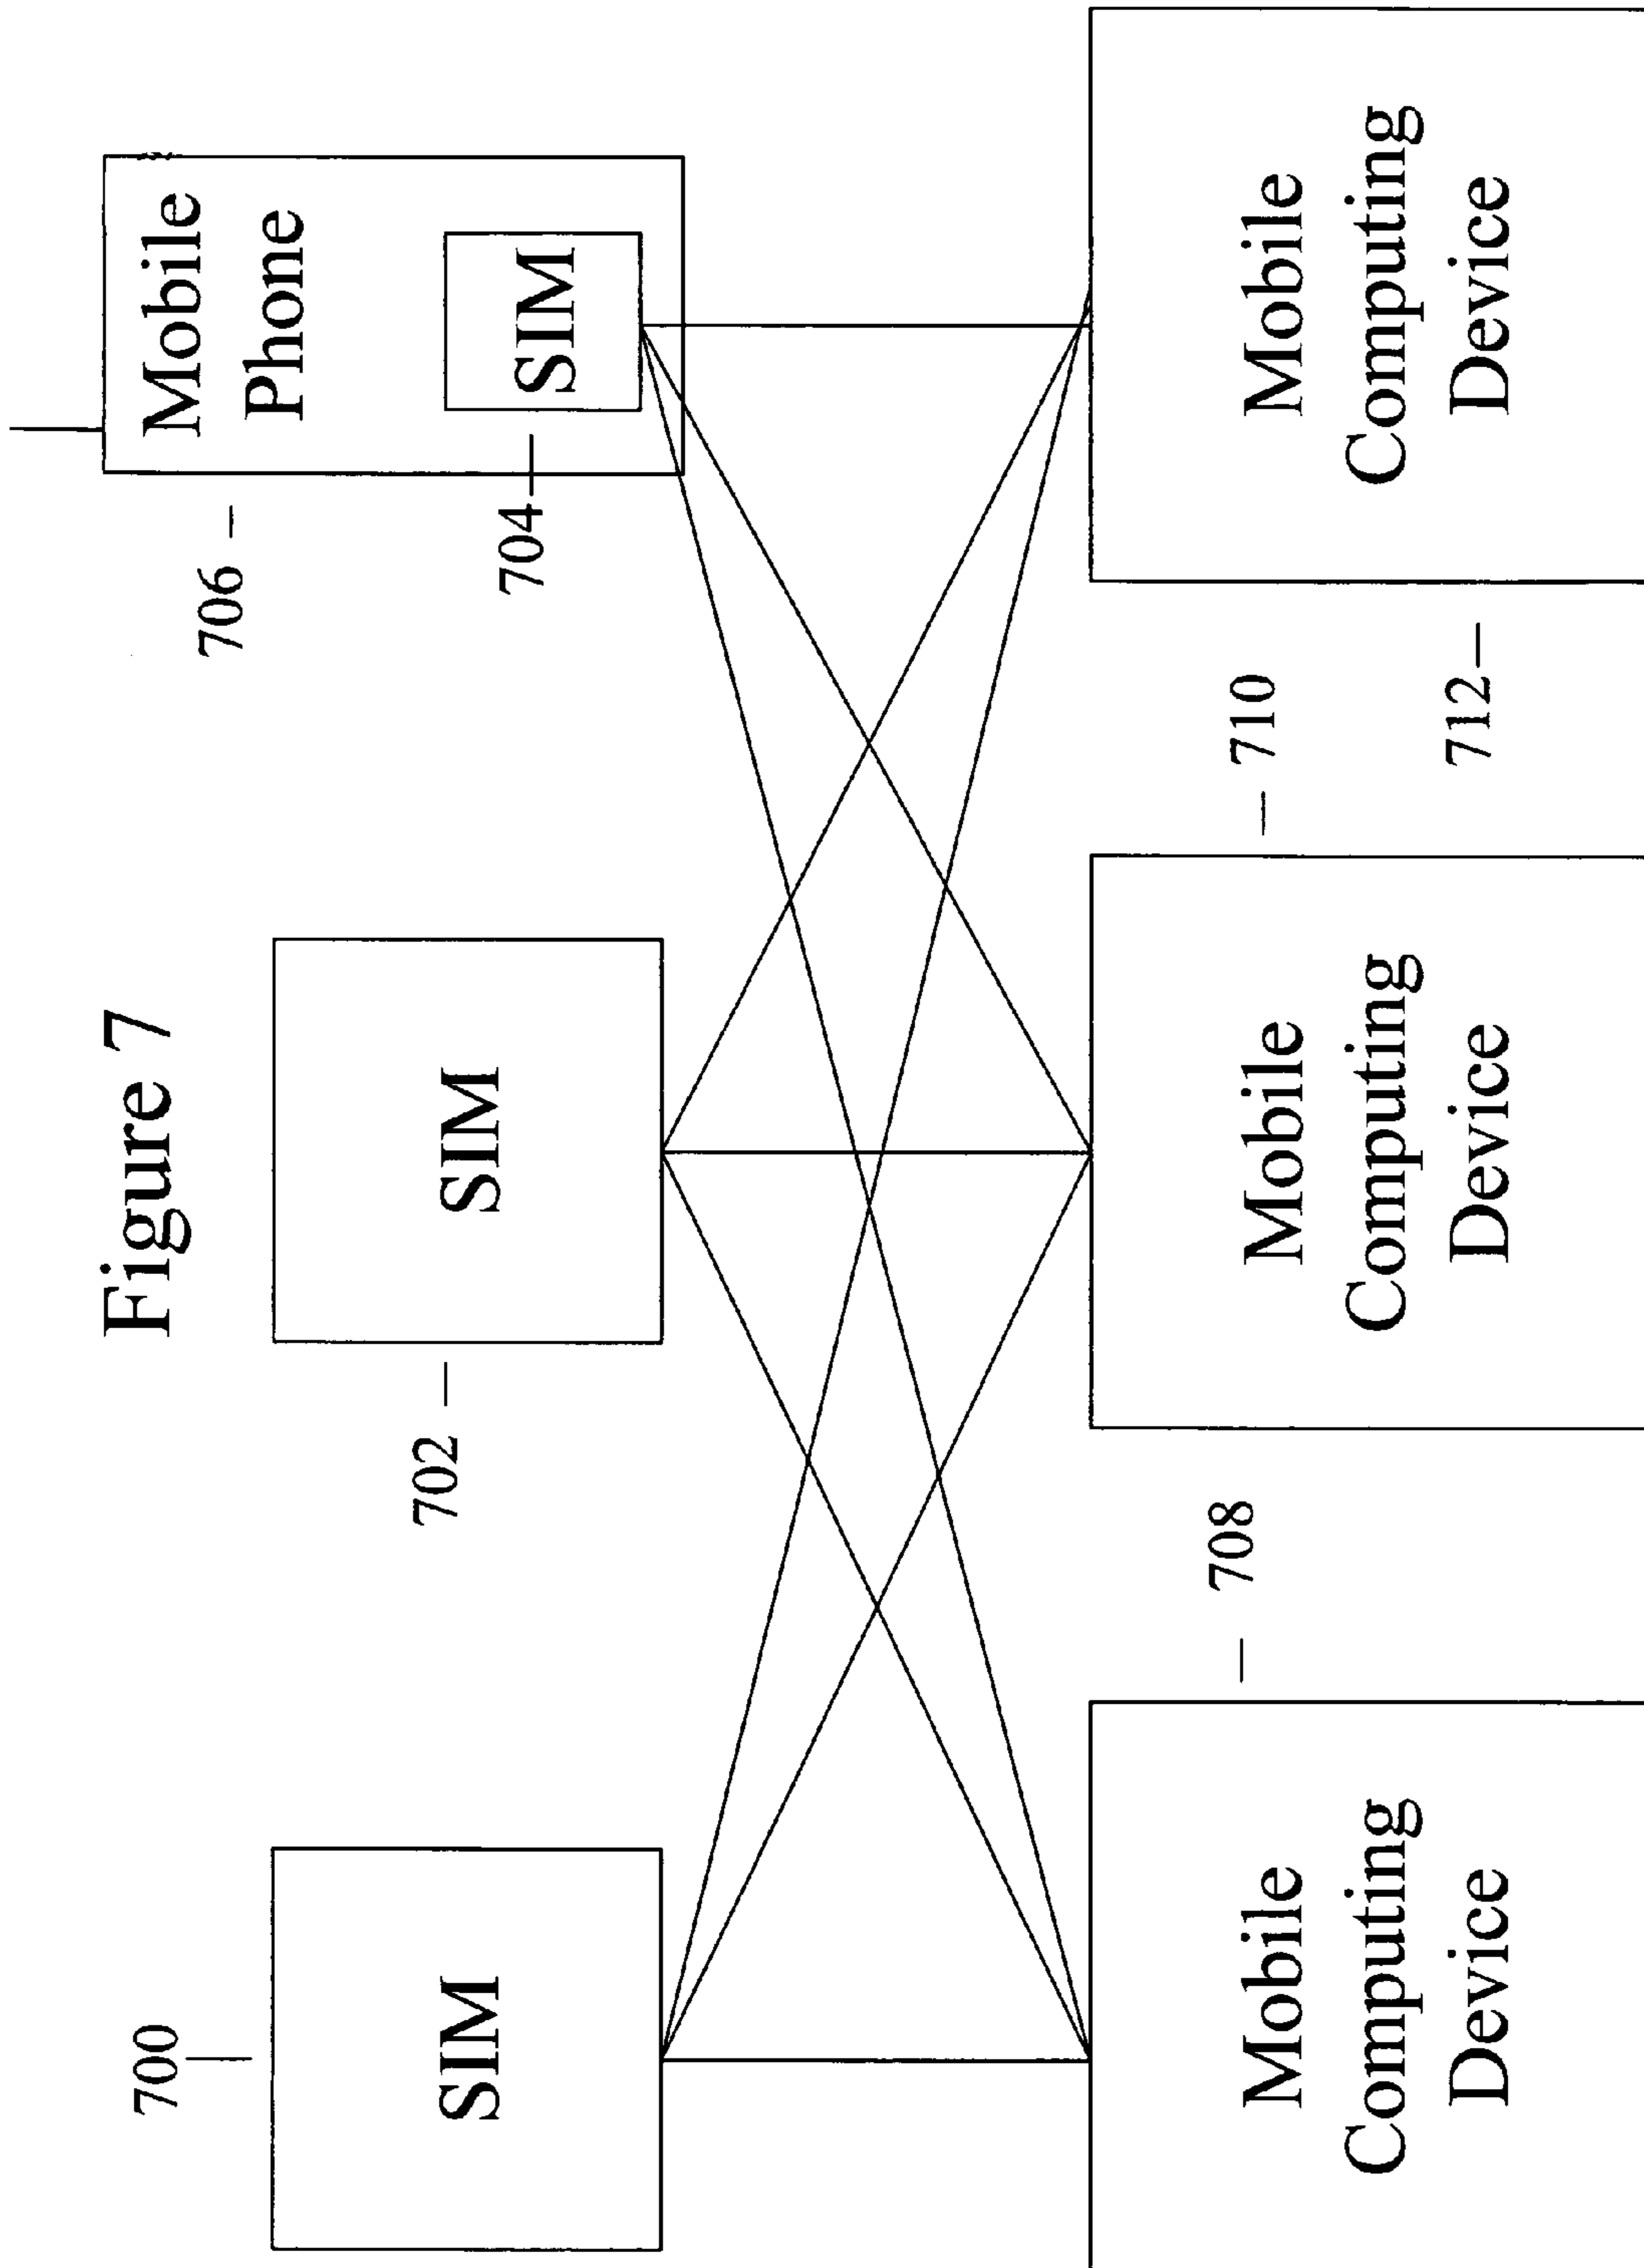 Figure 7
700
SIM
702
SIM
706
Mobile
Phone
704
SIM
708
Mobile
Computing
Device
710
Mobile
Computing
Device
712
Mobile
Computing
Device